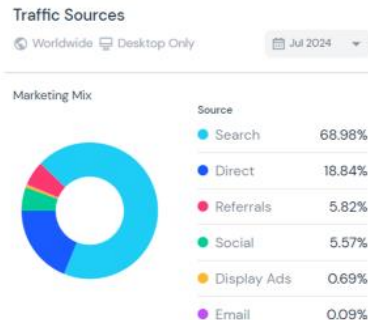 Traffic Sources
Worldwide Desktop Only
Jul 2024
Marketing Mix
Source
Search 68.98%
Direct 18.84%
Referrals 5.82%
Social 5.57%
Display Ads 0.69%
Email 0.09%